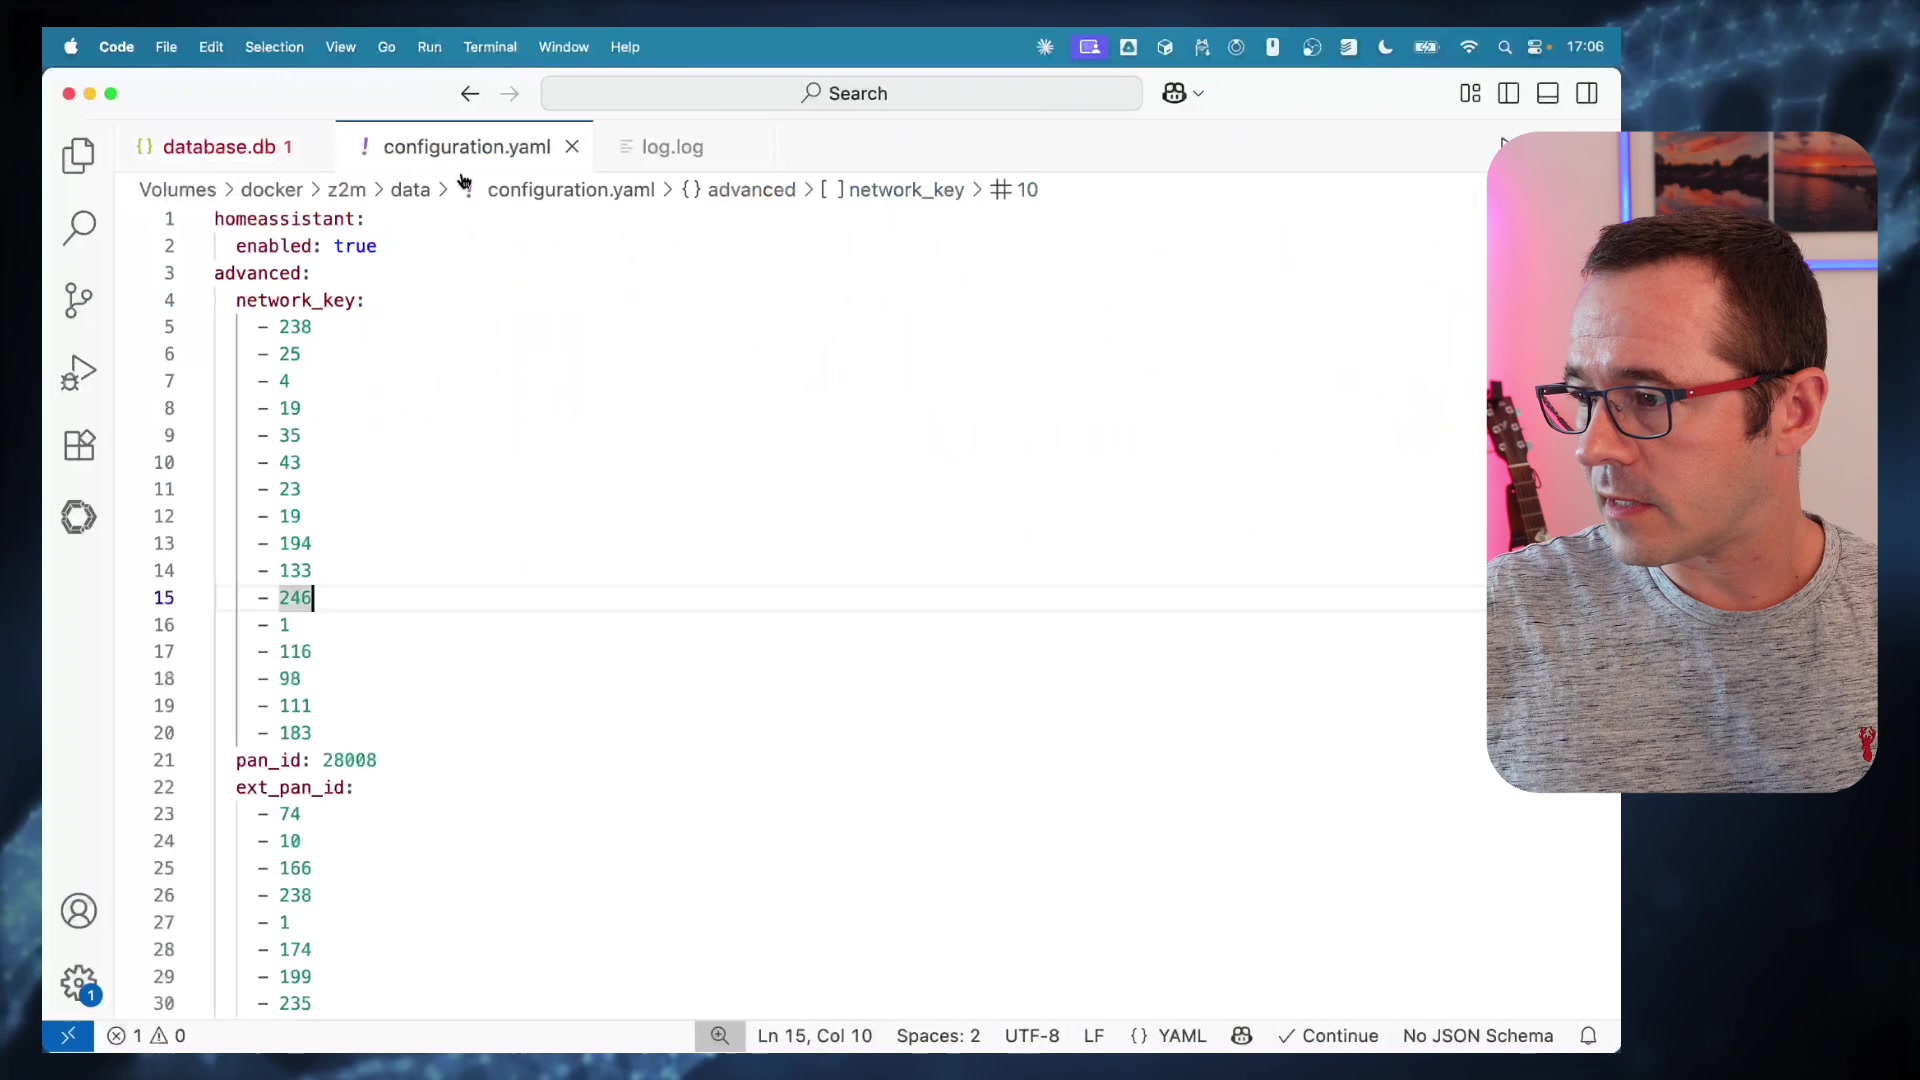 Code File Edit Selection View Go Run Terminal Window Help 17:06
Search
database.db 1 configuration.yaml log.log
Volumes > docker > z2m > data > configuration.yaml > {} advanced > [ ] network_key > # 10
1 homeassistant:
2 enabled: true
3 advanced:
4 network_key:
5 - 238
6 - 25
7 - 4
8 - 19
9 - 35
10 - 43
11 - 23
12 - 19
13 - 194
14 - 133
15 - 246
16 - 1
17 - 116
18 - 98
19 - 111
20 - 183
21 pan_id: 28008
22 ext_pan_id:
23 - 74
24 - 10
25 - 166
26 - 238
27 - 1
28 - 174
29 - 199
30 - 235
1
1 0 Ln 15, Col 10 Spaces: 2 UTF-8 LF {} YAML Continue No JSON Schema